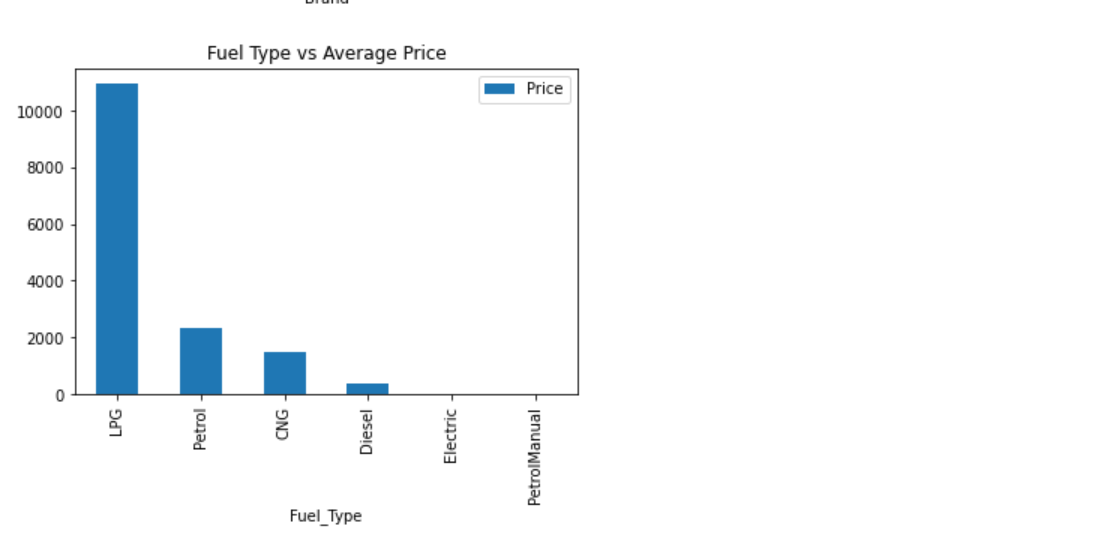 Brand
Fuel Type vs Average Price
Price
10000
8000
6000
4000
2000
0
LPG
Petrol
CNG
Diesel
Electric
PetrolManual
Fuel_Type